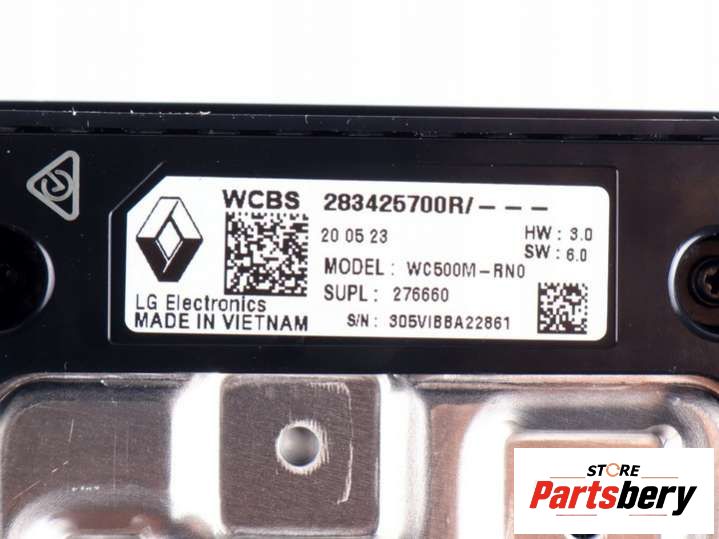 WCBS 283425700R/---
20 05 23
HW : 3.0
SW : 6.0
MODEL : WC500M-RN0
SUPL : 276660
LG Electronics
MADE IN VIETNAM
S/N : 305VIBBA22861
STORE
Partsbery